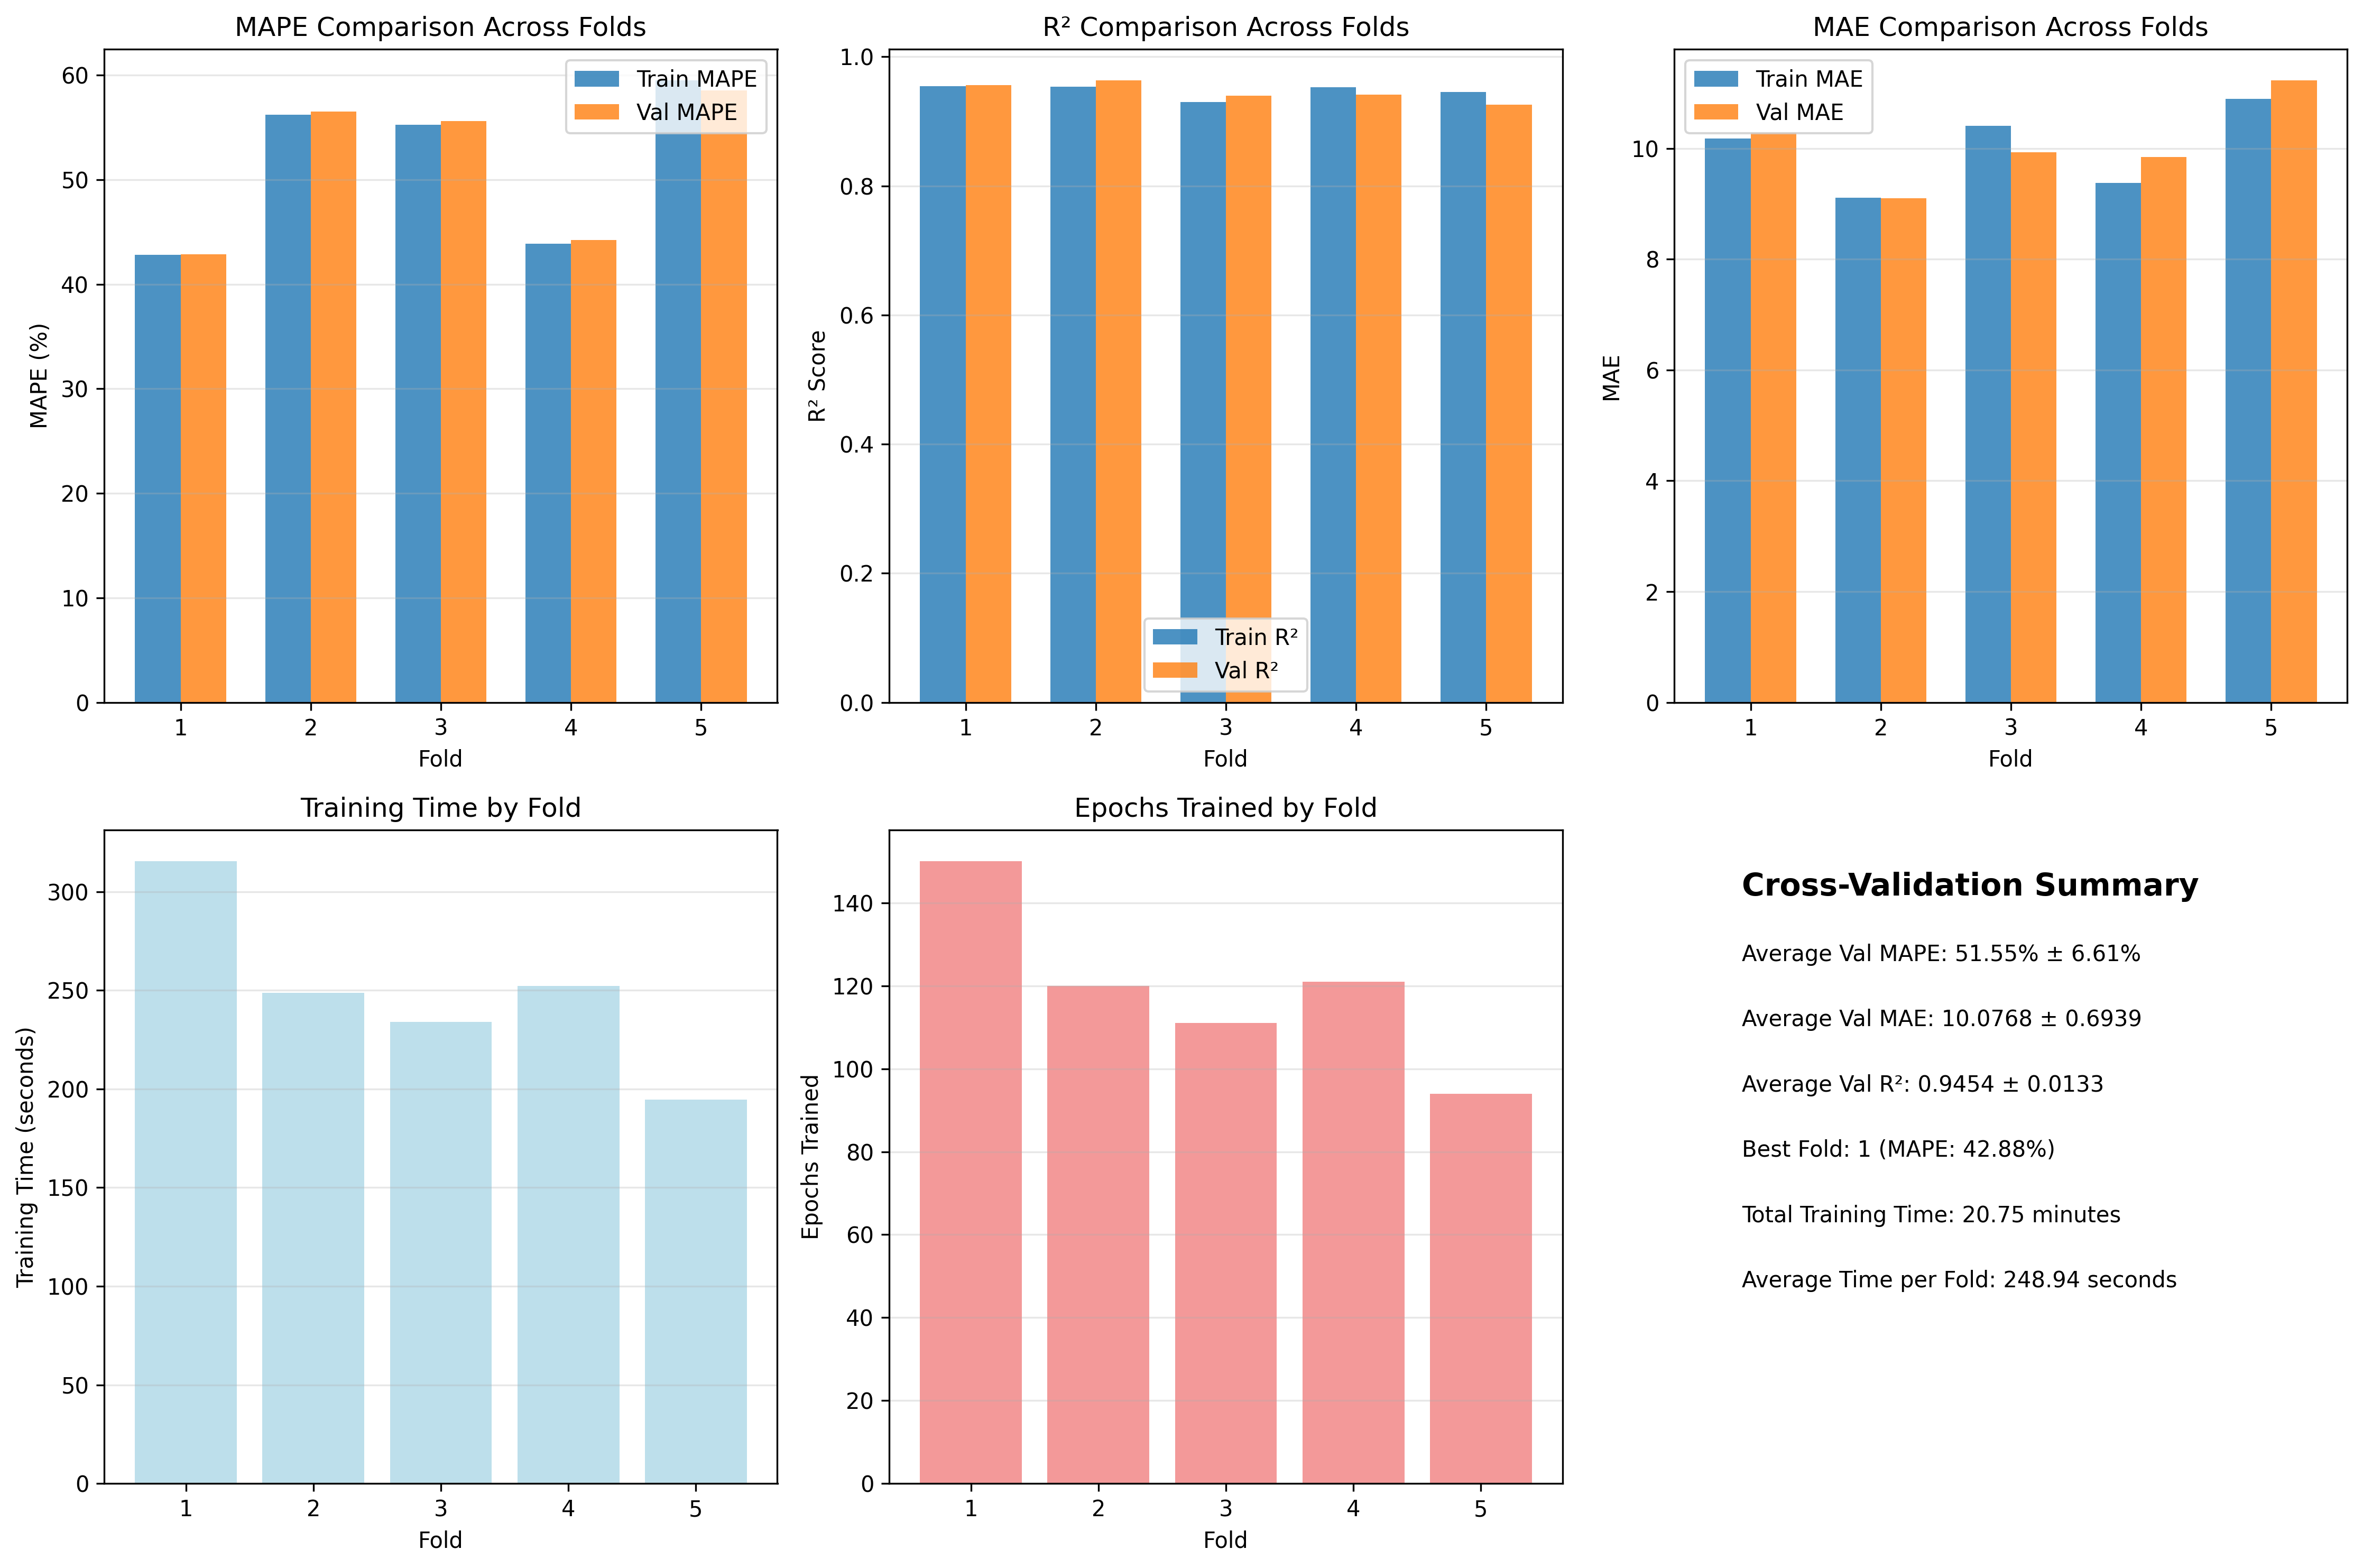 MAPE Comparison Across Folds
Train MAPE
Val MAPE
MAPE (%)
60
50
40
30
20
10
0
1 2 3 4 5
Fold
R² Comparison Across Folds
Train R²
Val R²
R² Score
1.0
0.8
0.6
0.4
0.2
0.0
1 2 3 4 5
Fold
MAE Comparison Across Folds
Train MAE
Val MAE
MAE
10
8
6
4
2
0
1 2 3 4 5
Fold
Training Time by Fold
Training Time (seconds)
300
250
200
150
100
50
0
1 2 3 4 5
Fold
Epochs Trained by Fold
Epochs Trained
140
120
100
80
60
40
20
0
1 2 3 4 5
Fold
Cross-Validation Summary
Average Val MAPE: 51.55% ± 6.61%
Average Val MAE: 10.0768 ± 0.6939
Average Val R²: 0.9454 ± 0.0133
Best Fold: 1 (MAPE: 42.88%)
Total Training Time: 20.75 minutes
Average Time per Fold: 248.94 seconds